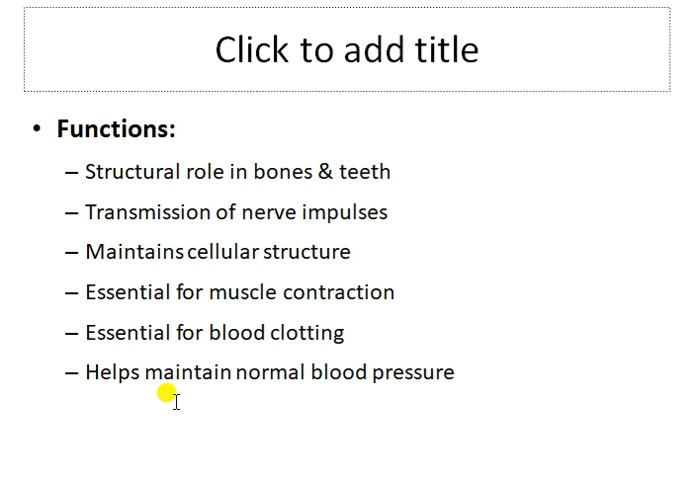 Click to add title
• Functions:
– Structural role in bones & teeth
– Transmission of nerve impulses
– Maintains cellular structure
– Essential for muscle contraction
– Essential for blood clotting
– Helps maintain normal blood pressure